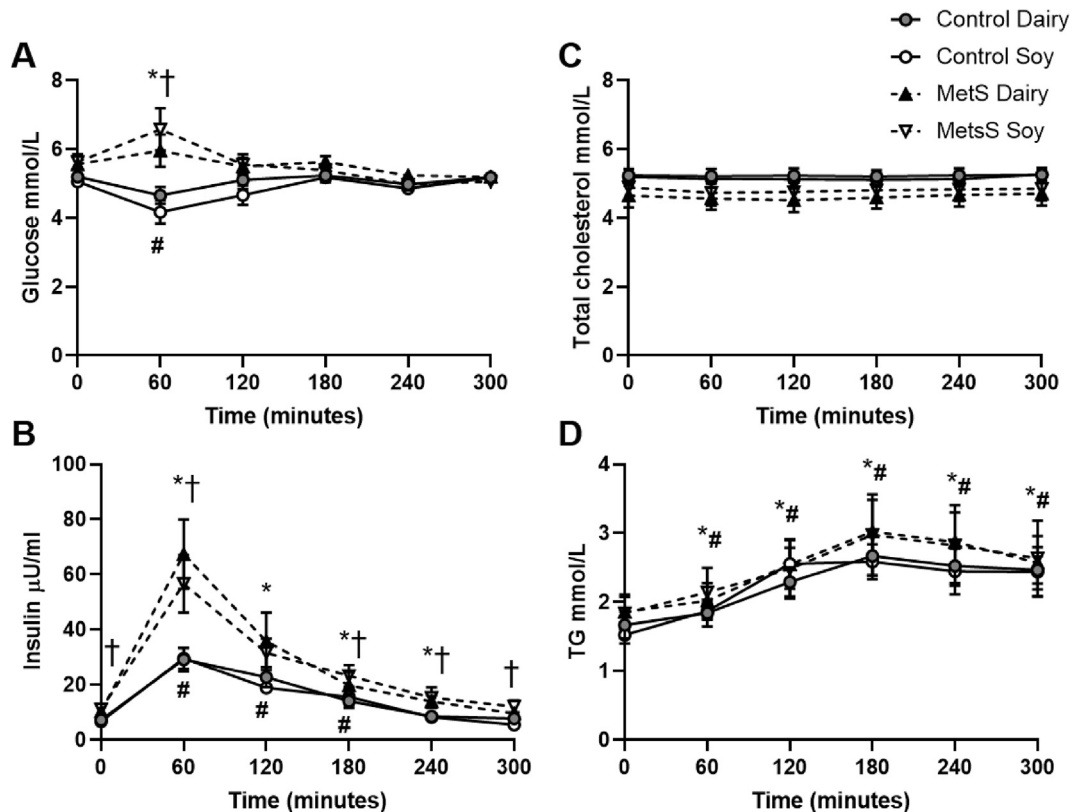 Control Dairy
Control Soy
MetS Dairy
MetsS Soy
A
Glucose mmol/L
8
6
4
2
0
*†
#
0 60 120 180 240 300
Time (minutes)
C
Total cholesterol mmol/L
8
6
4
2
0
0 60 120 180 240 300
Time (minutes)
B
Insulin μU/ml
100
80
60
40
20
0
† *† * *† *† †
# # #
0 60 120 180 240 300
Time (minutes)
D
TG mmol/L
4
3
2
1
0
*# *# *# *# *#
0 60 120 180 240 300
Time (minutes)